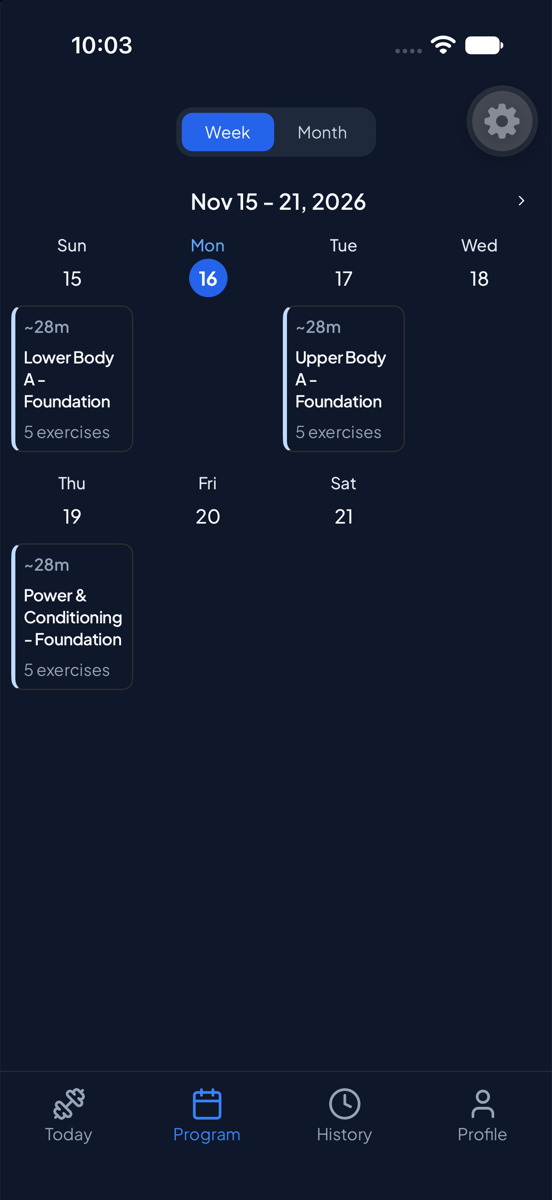 10:03
Week
Month
Nov 15 – 21, 2026
Sun
Mon
Tue
Wed
15
16
17
18
~28m
Lower Body
A –
Foundation
5 exercises
~28m
Upper Body
A –
Foundation
5 exercises
Thu
Fri
Sat
19
20
21
~28m
Power &
Conditioning
– Foundation
5 exercises
Today
Program
History
Profile